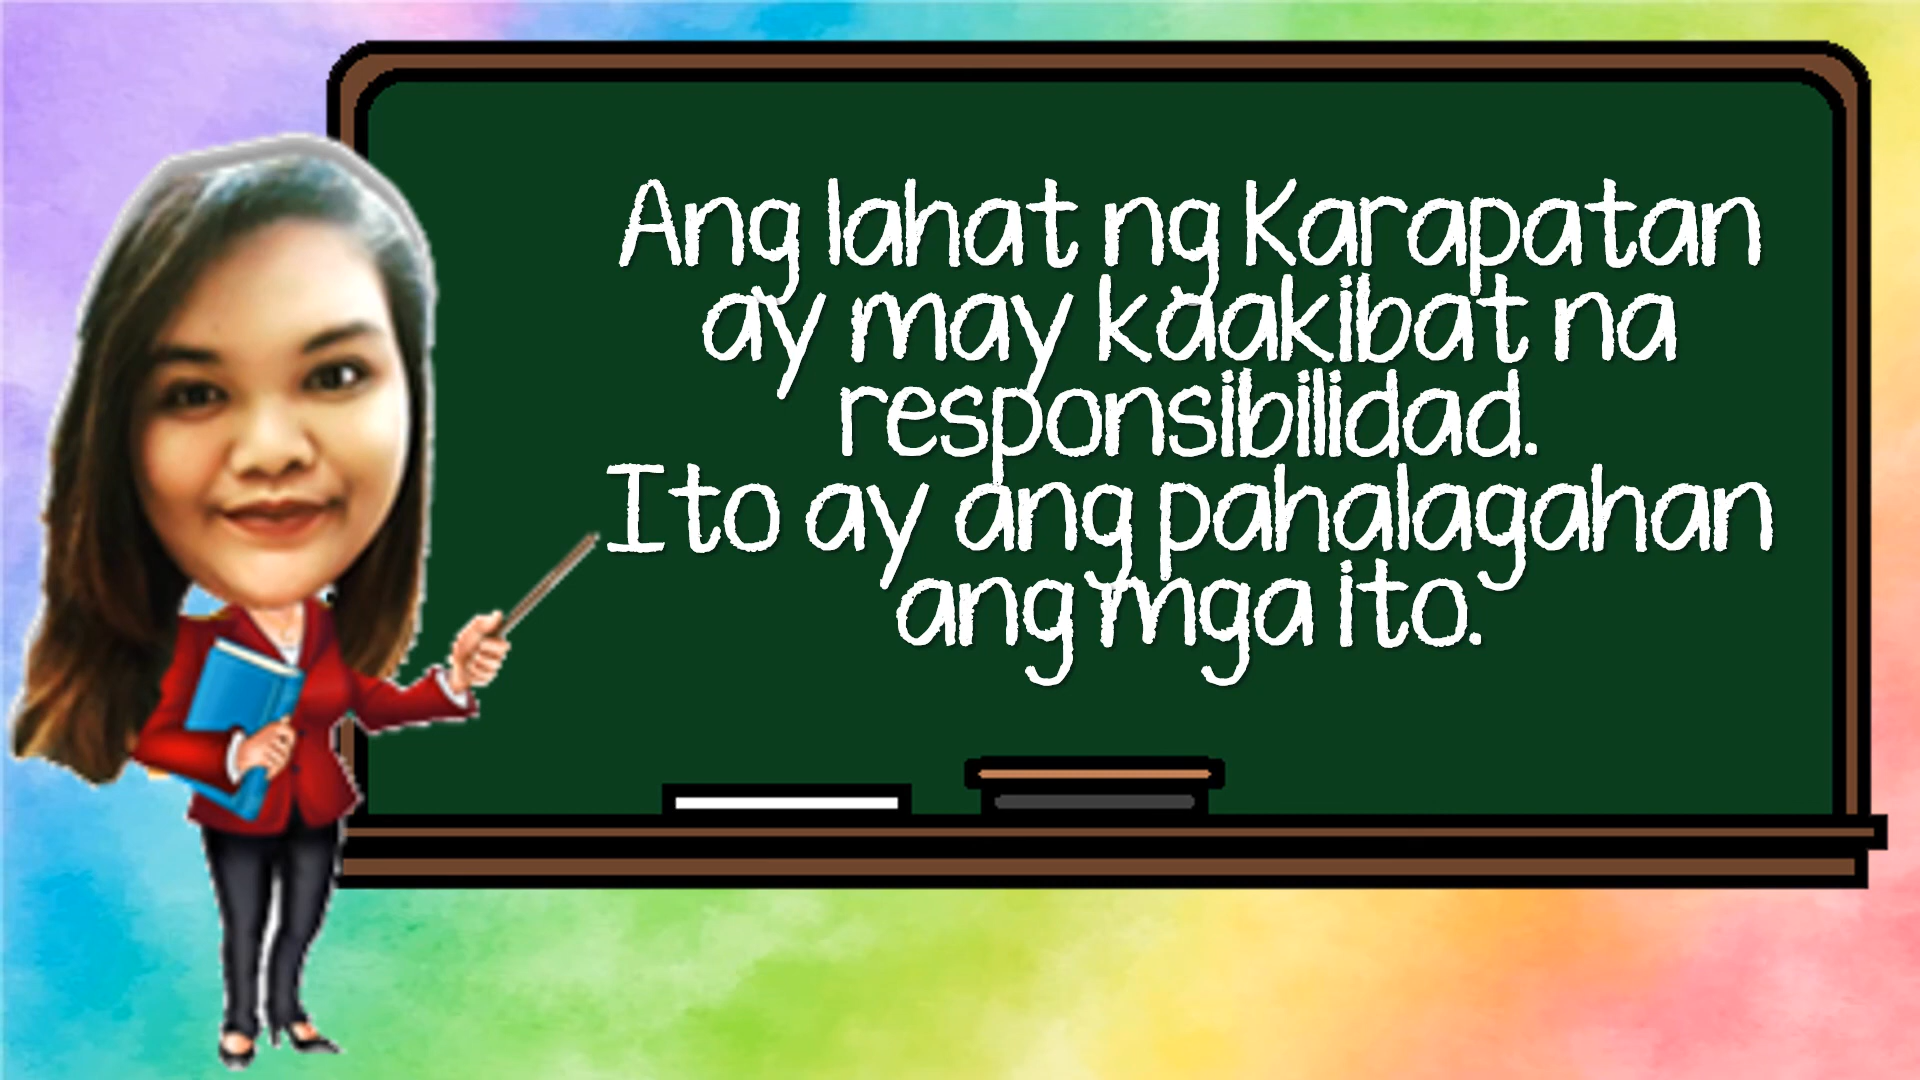 Ang lahat ng Karapatan
ay may kaakibat na
responsibilidad.
Ito ay ang pahalagahan
ang mga ito.